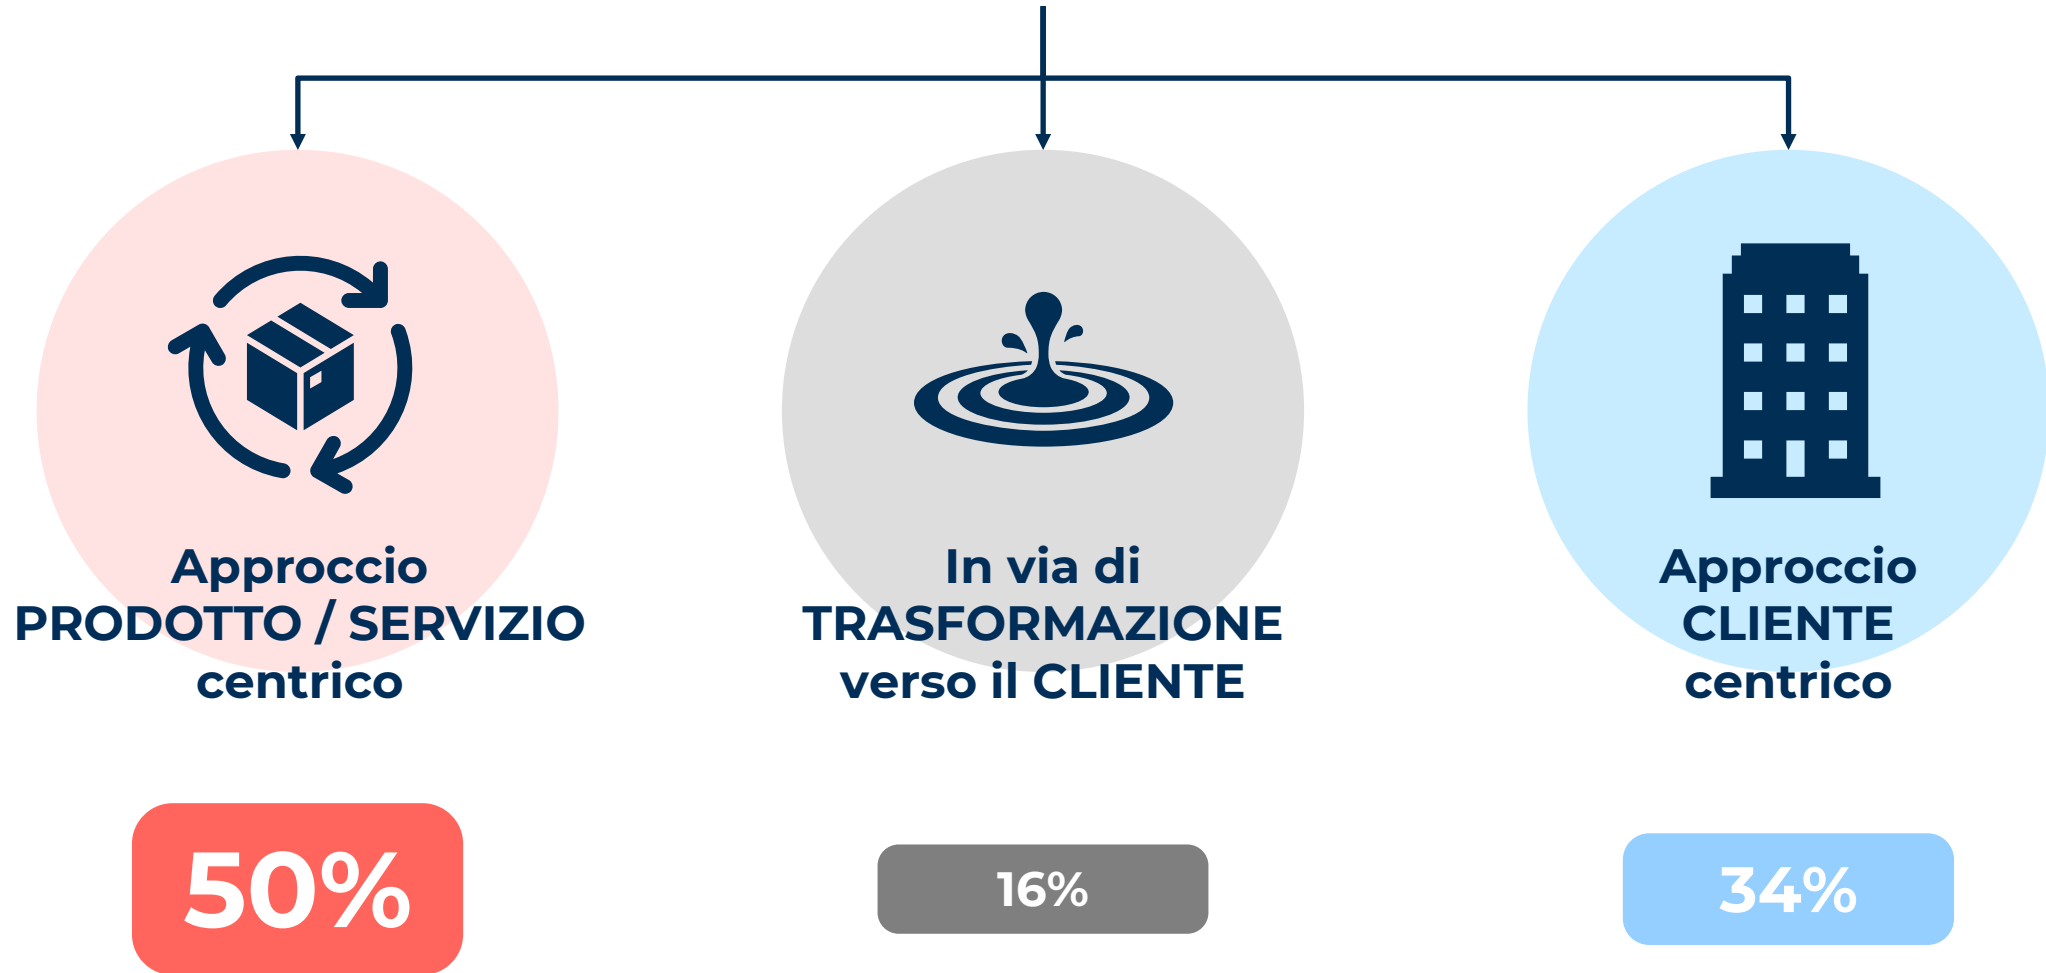 Approccio
PRODOTTO / SERVIZIO
centrico
50%
In via di
TRASFORMAZIONE
verso il CLIENTE
16%
Approccio
CLIENTE
centrico
34%